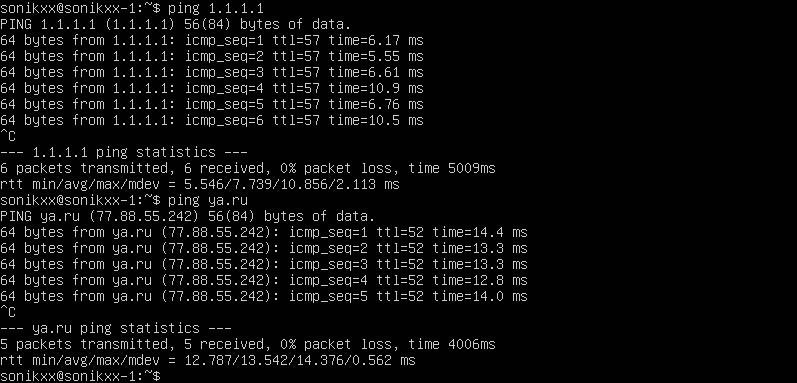 sonikxx@sonikxx-1:~$ ping 1.1.1.1
PING 1.1.1.1 (1.1.1.1) 56(84) bytes of data.
64 bytes from 1.1.1.1: icmp_seq=1 ttl=57 time=6.17 ms
64 bytes from 1.1.1.1: icmp_seq=2 ttl=57 time=5.55 ms
64 bytes from 1.1.1.1: icmp_seq=3 ttl=57 time=6.61 ms
64 bytes from 1.1.1.1: icmp_seq=4 ttl=57 time=10.9 ms
64 bytes from 1.1.1.1: icmp_seq=5 ttl=57 time=6.76 ms
64 bytes from 1.1.1.1: icmp_seq=6 ttl=57 time=10.5 ms
^C
--- 1.1.1.1 ping statistics ---
6 packets transmitted, 6 received, 0% packet loss, time 5009ms
rtt min/avg/max/mdev = 5.546/7.739/10.856/2.113 ms
sonikxx@sonikxx-1:~$ ping ya.ru
PING ya.ru (77.88.55.242) 56(84) bytes of data.
64 bytes from ya.ru (77.88.55.242): icmp_seq=1 ttl=52 time=14.4 ms
64 bytes from ya.ru (77.88.55.242): icmp_seq=2 ttl=52 time=13.3 ms
64 bytes from ya.ru (77.88.55.242): icmp_seq=3 ttl=52 time=13.3 ms
64 bytes from ya.ru (77.88.55.242): icmp_seq=4 ttl=52 time=12.8 ms
64 bytes from ya.ru (77.88.55.242): icmp_seq=5 ttl=52 time=14.0 ms
^C
--- ya.ru ping statistics ---
5 packets transmitted, 5 received, 0% packet loss, time 4006ms
rtt min/avg/max/mdev = 12.787/13.542/14.376/0.562 ms
sonikxx@sonikxx-1:~$